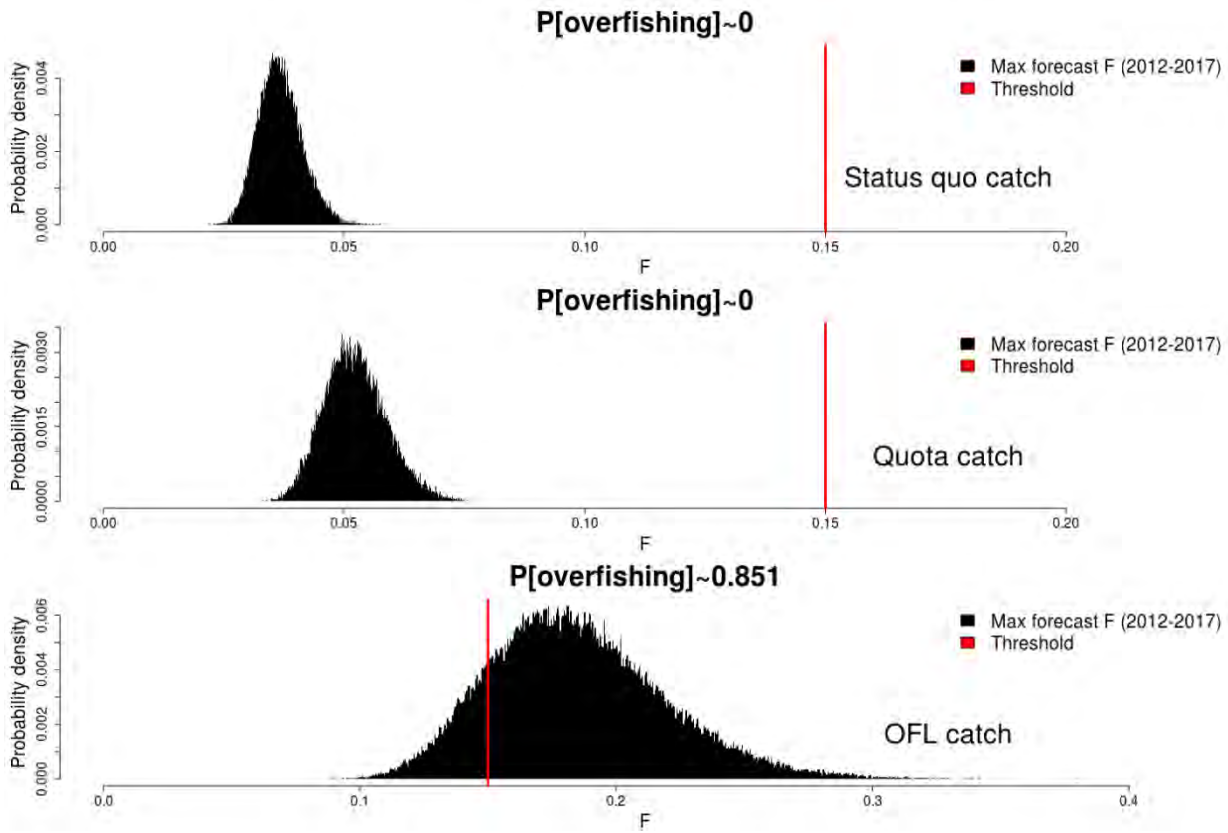 P[overfishing]~0
Max forecast F (2012-2017)
Threshold
Status quo catch
Probability density
0.000 0.002 0.004
0.00 0.05 0.10 0.15 0.20
F
P[overfishing]~0
Max forecast F (2012-2017)
Threshold
Quota catch
Probability density
0.0000 0.0015 0.0030
0.00 0.05 0.10 0.15 0.20
F
P[overfishing]~0.851
Max forecast F (2012-2017)
Threshold
OFL catch
Probability density
0.000 0.002 0.004 0.006
0.0 0.1 0.2 0.3 0.4
F